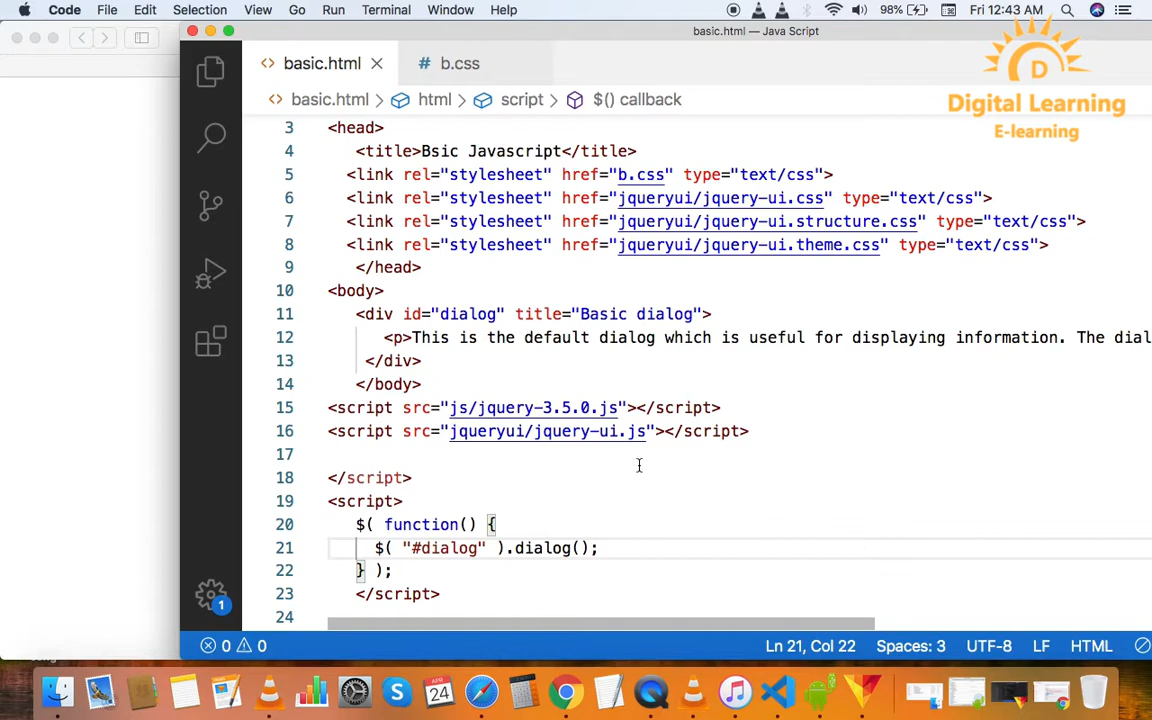 Code File Edit Selection View Go Run Terminal Window Help 98% Fri 12:43 AM
basic.html — Java Script
<> basic.html × # b.css
<> basic.html > html > script > $() callback
D
Digital Learning
E-learning
3 <head>
4 <title>Bsic Javascript</title>
5 <link rel="stylesheet" href="b.css" type="text/css">
6 <link rel="stylesheet" href="jqueryui/jquery-ui.css" type="text/css">
7 <link rel="stylesheet" href="jqueryui/jquery-ui.structure.css" type="text/css">
8 <link rel="stylesheet" href="jqueryui/jquery-ui.theme.css" type="text/css">
9 </head>
10 <body>
11 <div id="dialog" title="Basic dialog">
12 <p>This is the default dialog which is useful for displaying information. The dial
13 </div>
14 </body>
15 <script src="js/jquery-3.5.0.js"></script>
16 <script src="jqueryui/jquery-ui.js"></script>
17
18 </script>
19 <script>
20 $( function() {
21 $( "#dialog" ).dialog();
22 } );
23 </script>
24
1
0 0 Ln 21, Col 22 Spaces: 3 UTF-8 LF HTML
APR
24